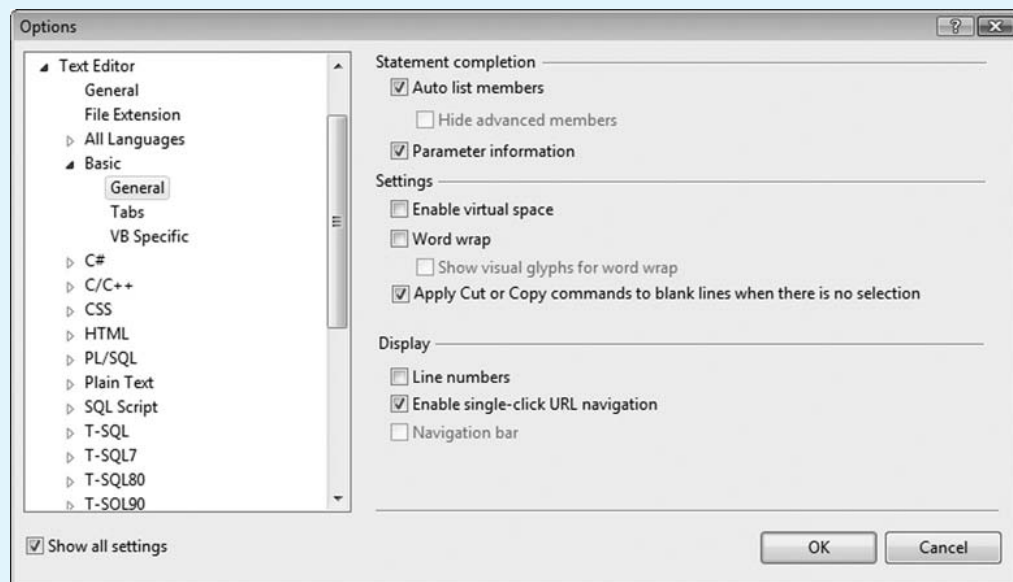 Options
Text Editor
General
File Extension
All Languages
Basic
General
Tabs
VB Specific
C#
C/C++
CSS
HTML
PL/SQL
Plain Text
SQL Script
T-SQL
T-SQL7
T-SQL80
T-SQL90
Show all settings
Statement completion
Auto list members
Hide advanced members
Parameter information
Settings
Enable virtual space
Word wrap
Show visual glyphs for word wrap
Apply Cut or Copy commands to blank lines when there is no selection
Display
Line numbers
Enable single-click URL navigation
Navigation bar
OK
Cancel